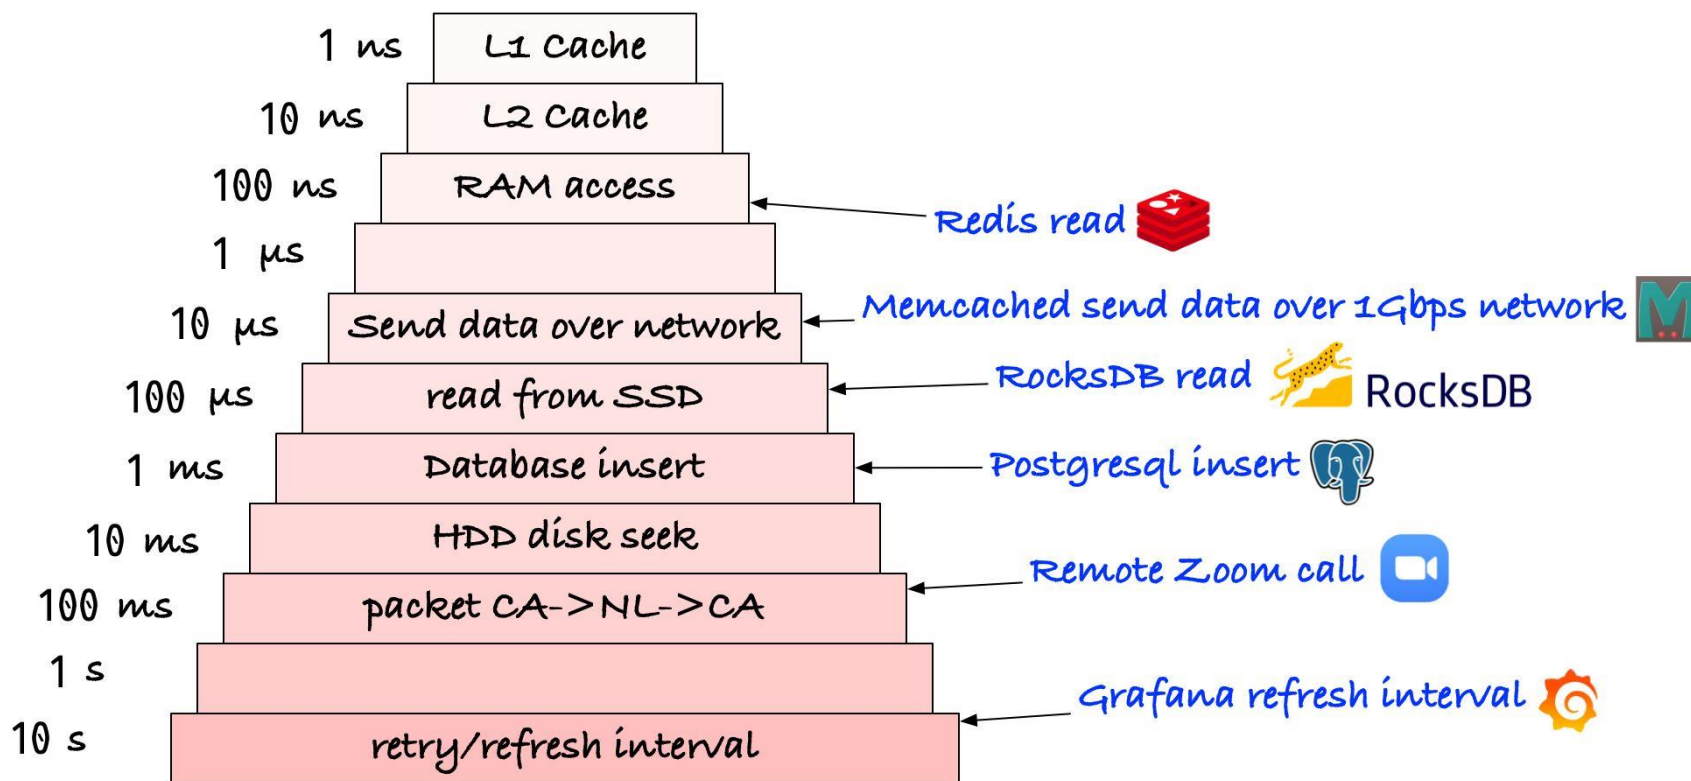 1 ns L1 Cache
10 ns L2 Cache
100 ns RAM access
Redis read
1 µs
10 µs Send data over network
Memcached send data over 1Gbps network M
100 µs read from SSD
RocksDB read RocksDB
1 ms Database insert
Postgresql insert
10 ms HDD disk seek
Remote Zoom call
100 ms packet CA->NL->CA
1 s
Grafana refresh interval
10 s retry/refresh interval